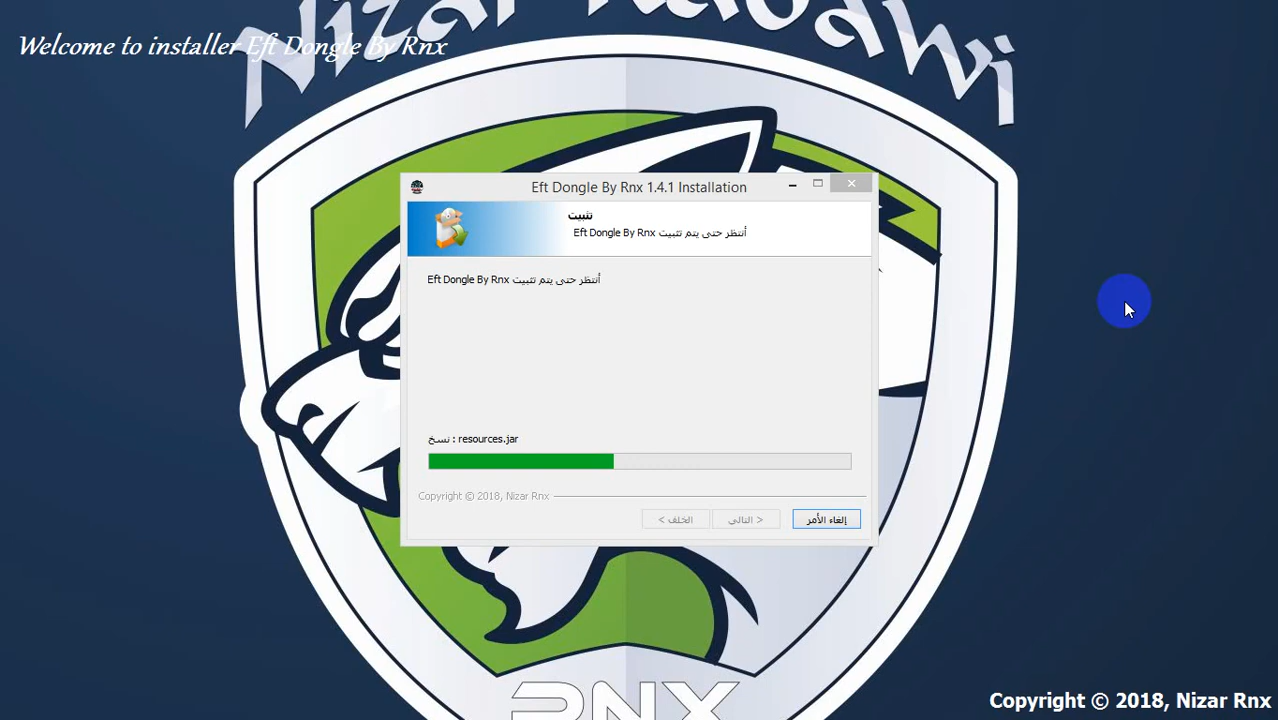 Nizar Rabawi
Welcome to installer Eft Dongle By Rnx
Eft Dongle By Rnx 1.4.1 Installation
تثبيت
أنتظر حتى يتم تثبيت Eft Dongle By Rnx
أنتظر حتى يتم تثبيت Eft Dongle By Rnx
نسخ : resources.jar
Copyright © 2018, Nizar Rnx
< الخلف
التالي >
إلغاء الأمر
RNX
Copyright © 2018, Nizar Rnx